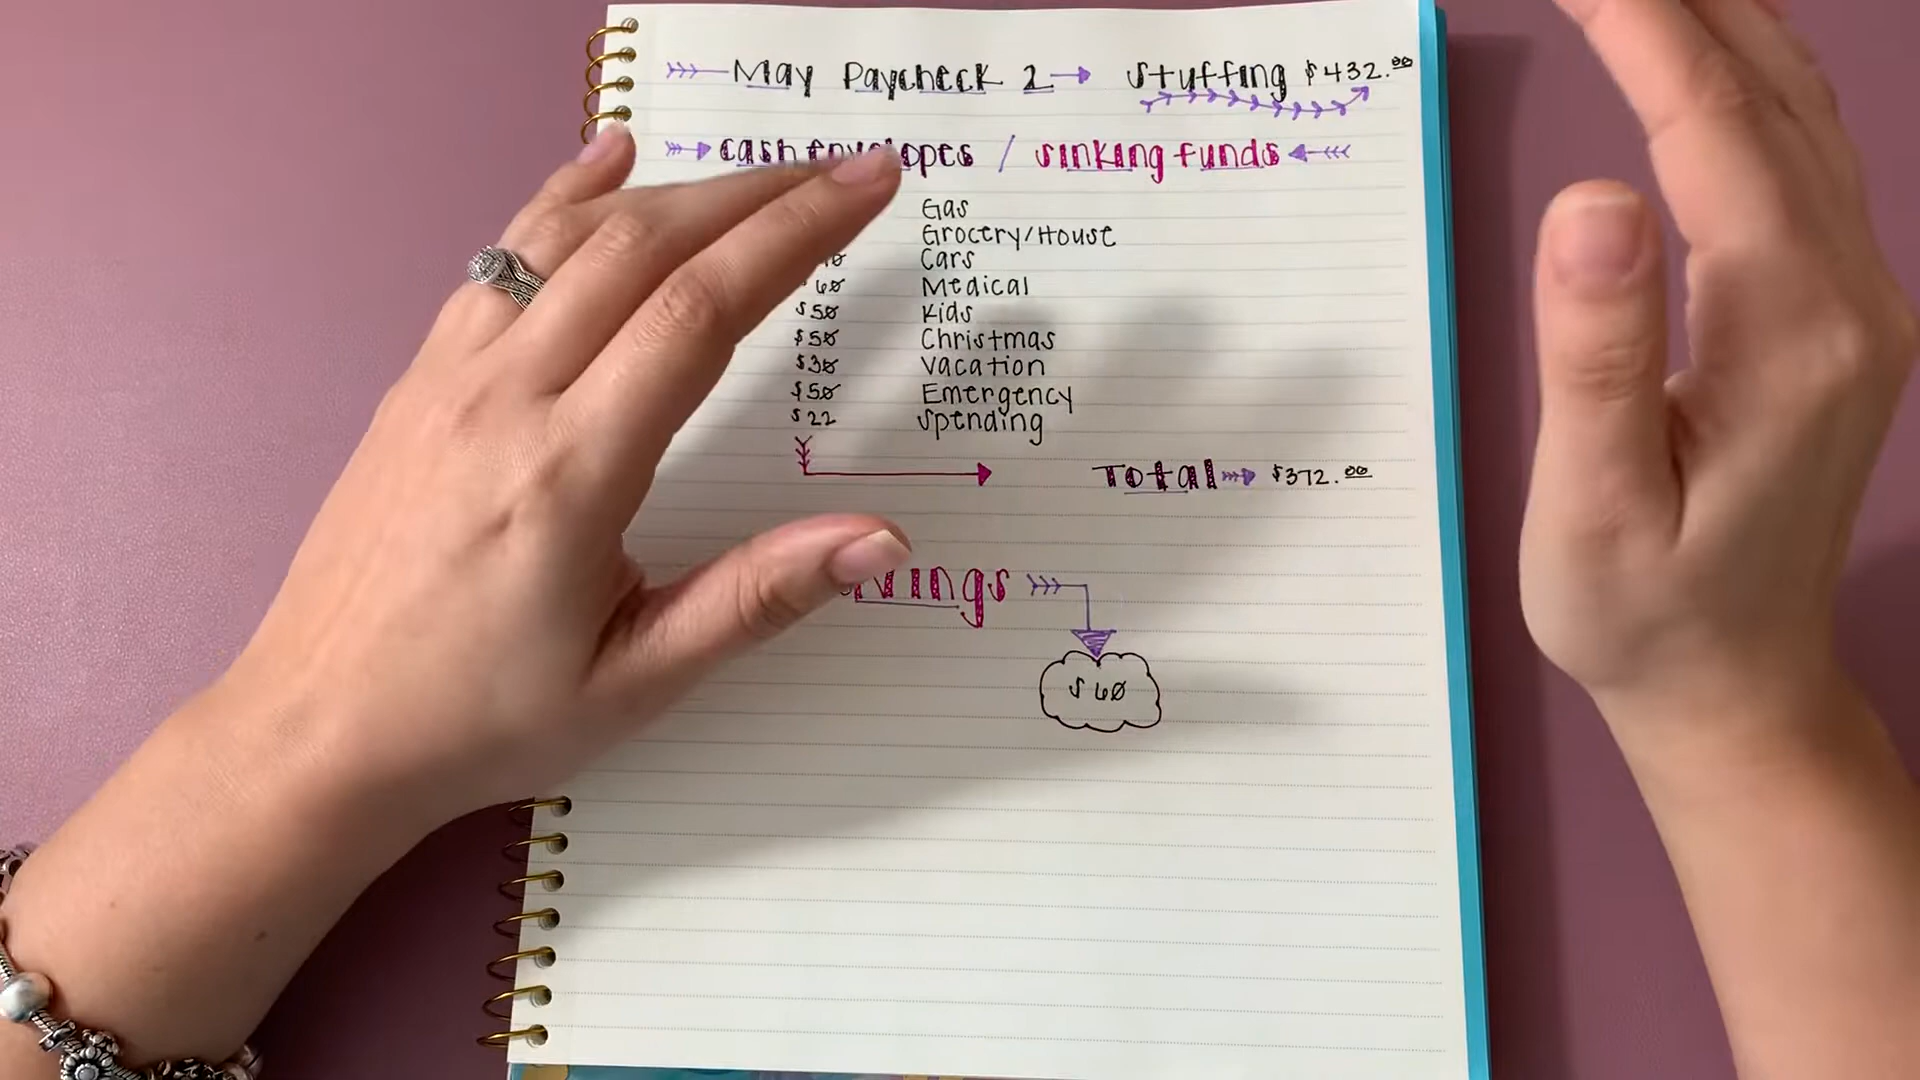 May Paycheck 2 stuffing $432.00
cash envelopes / sinking funds
Gas
Grocery/House
Cars
$60 Medical
$50 Kids
$50 Christmas
$30 Vacation
$50 Emergency
$22 Spending
Total $372.00
$60